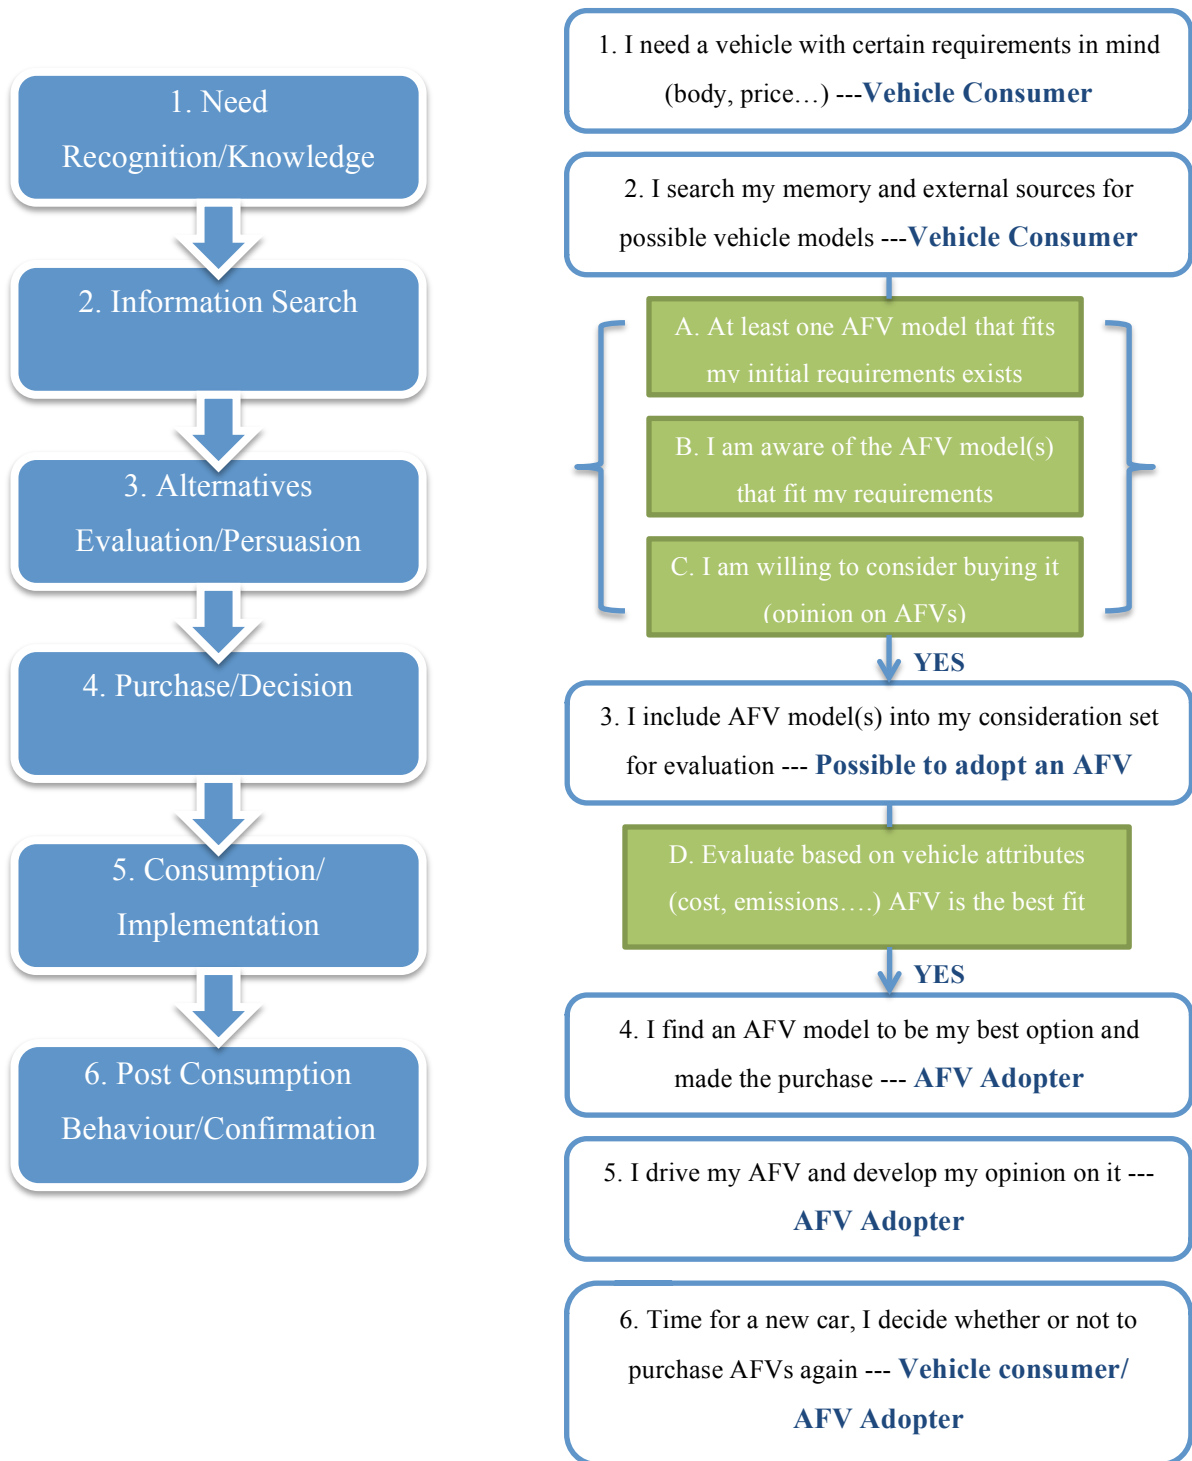 1. Need
Recognition/Knowledge
2. Information Search
3. Alternatives
Evaluation/Persuasion
4. Purchase/Decision
5. Consumption/
Implementation
6. Post Consumption
Behaviour/Confirmation
1. I need a vehicle with certain requirements in mind
(body, price…) ---Vehicle Consumer
2. I search my memory and external sources for
possible vehicle models ---Vehicle Consumer
A. At least one AFV model that fits
my initial requirements exists
B. I am aware of the AFV model(s)
that fit my requirements
C. I am willing to consider buying it
(opinion on AFVs)
YES
3. I include AFV model(s) into my consideration set
for evaluation --- Possible to adopt an AFV
D. Evaluate based on vehicle attributes
(cost, emissions….) AFV is the best fit
YES
4. I find an AFV model to be my best option and
made the purchase --- AFV Adopter
5. I drive my AFV and develop my opinion on it ---
AFV Adopter
6. Time for a new car, I decide whether or not to
purchase AFVs again --- Vehicle consumer/
AFV Adopter